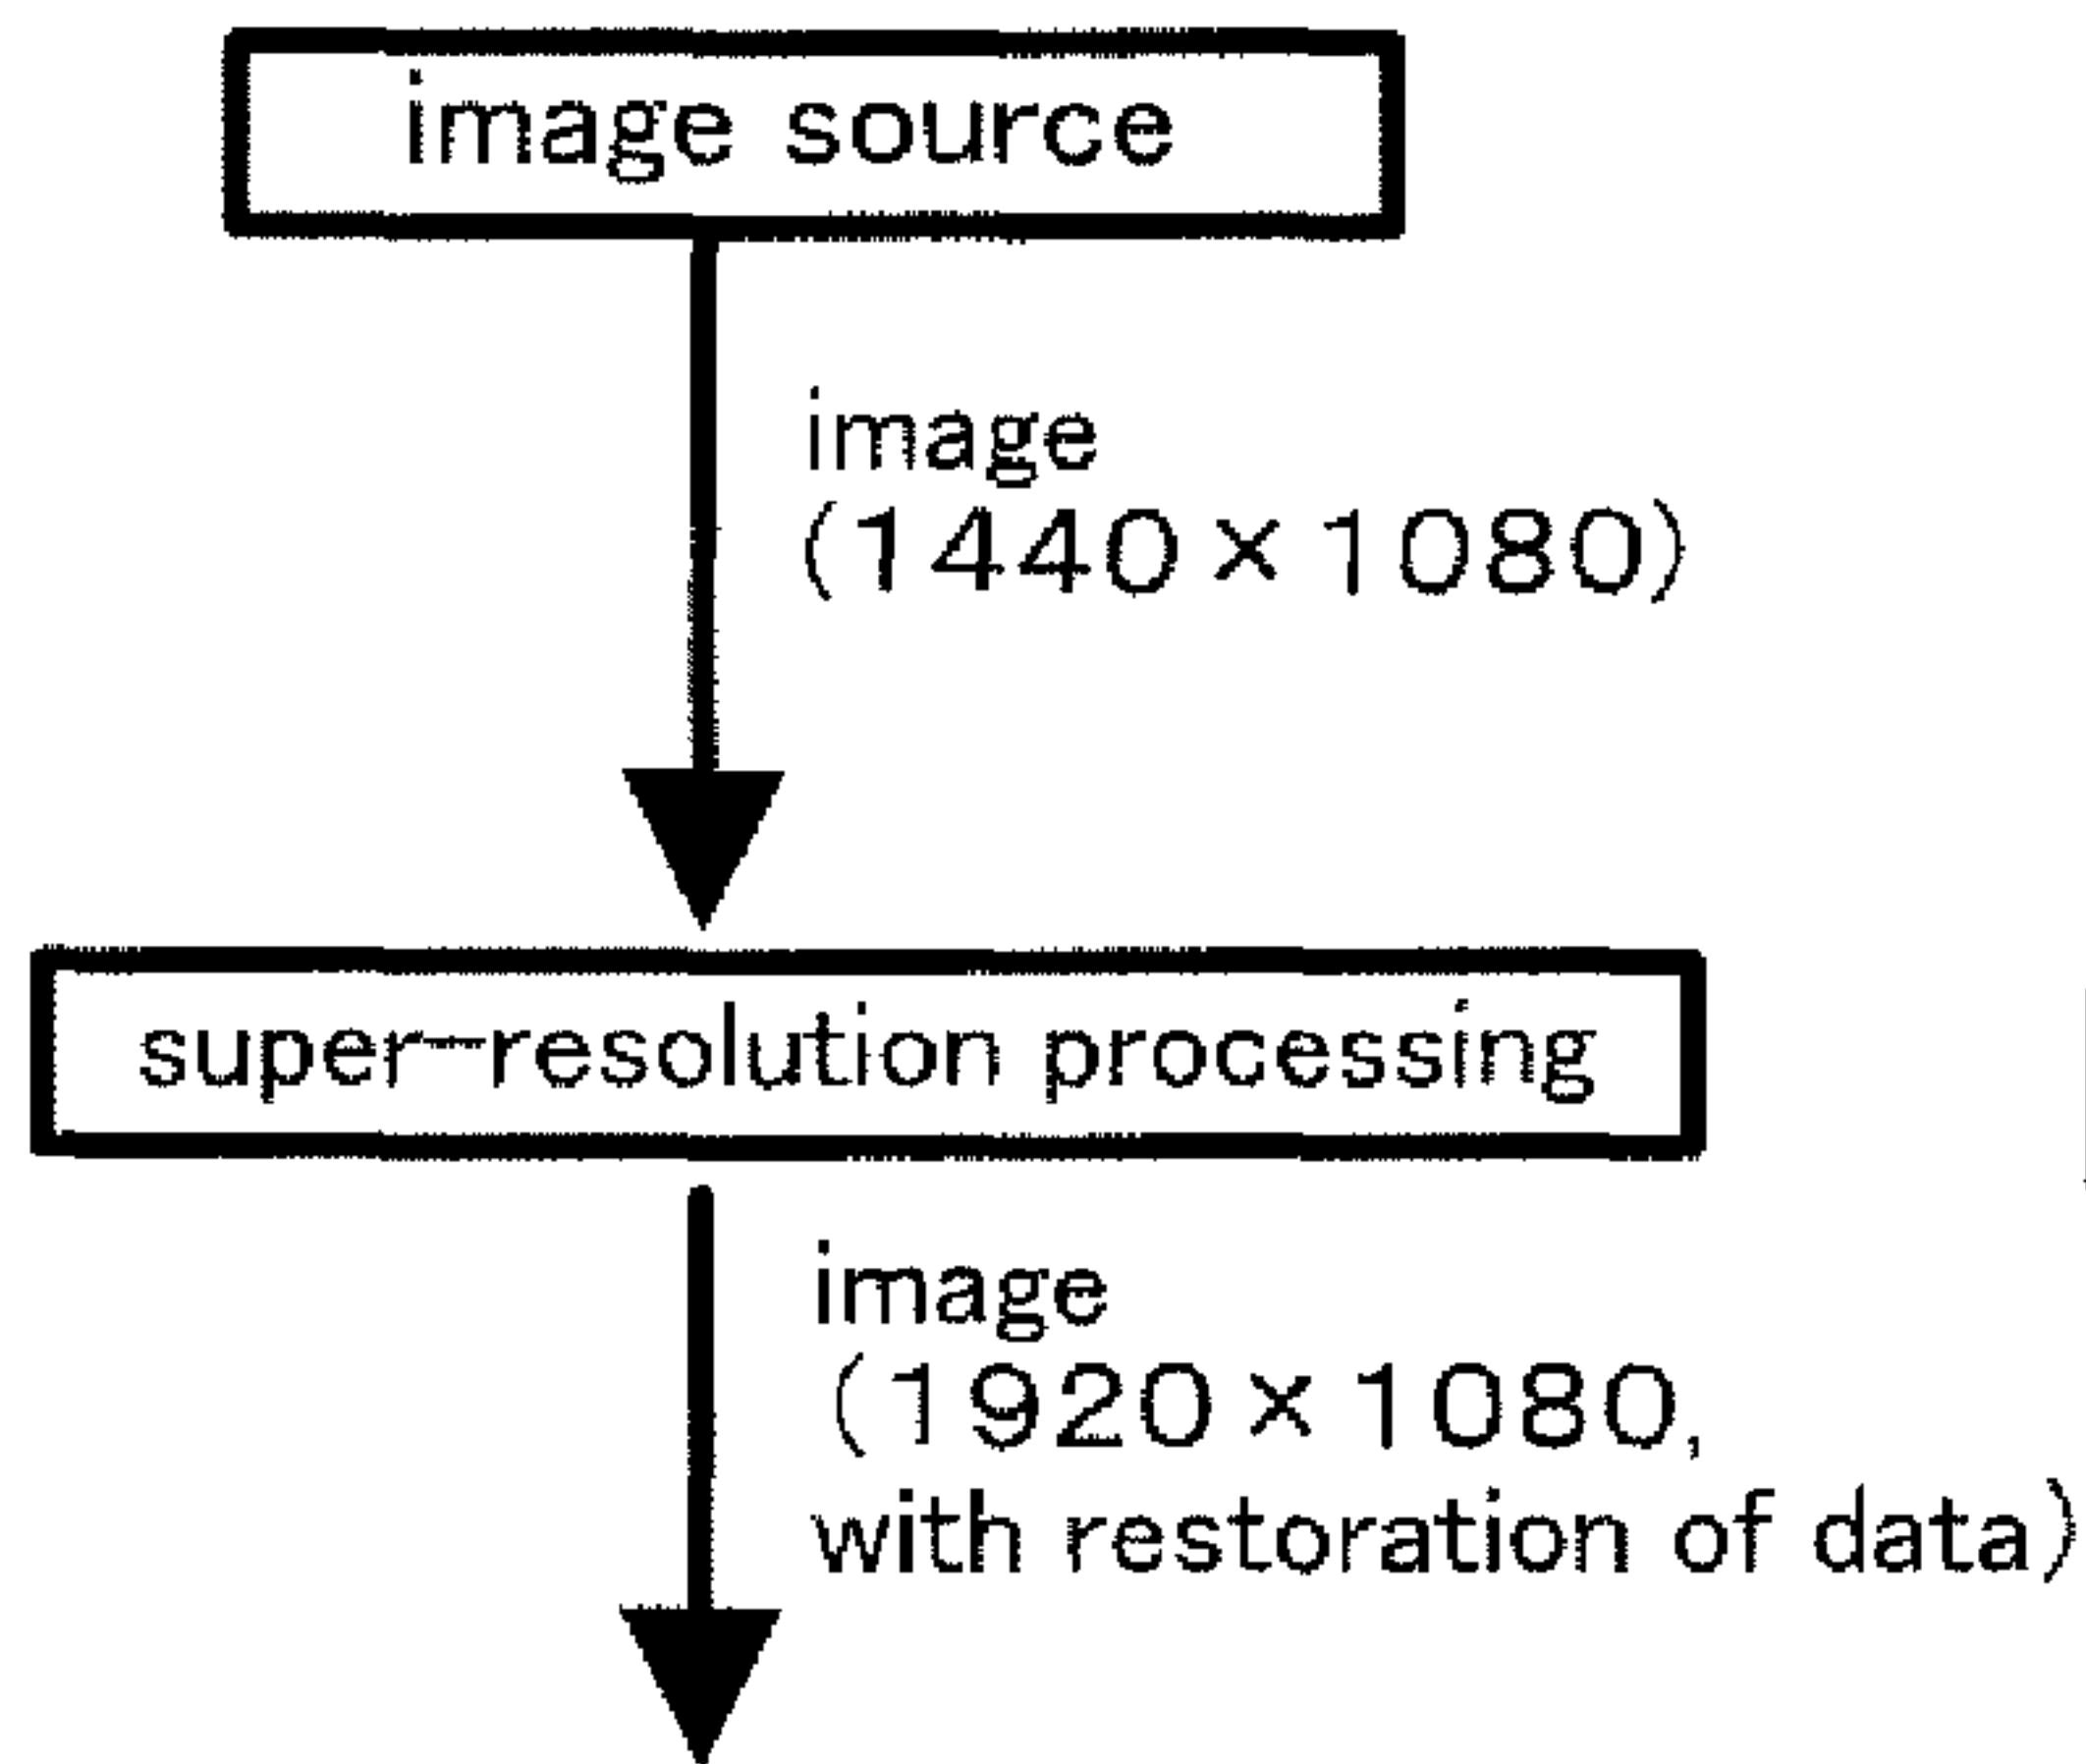 image source
image
(1440×1080)
super-resolution processing
image
(1920×1080,
with restoration of data)